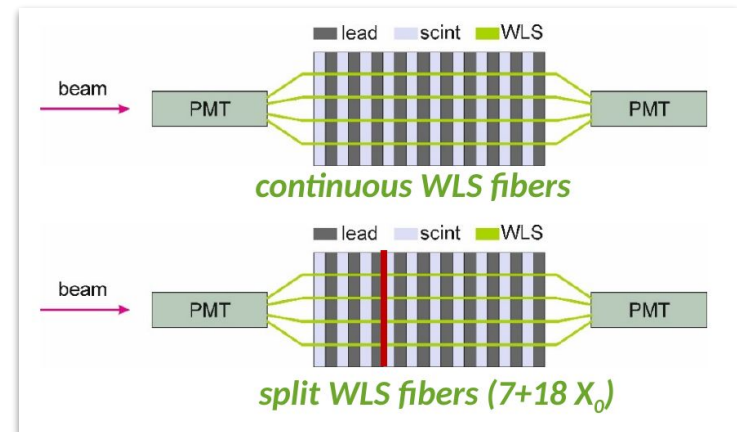 lead scint WLS
beam
PMT PMT
continuous WLS fibers
lead scint WLS
beam
PMT PMT
split WLS fibers (7+18 X₀)